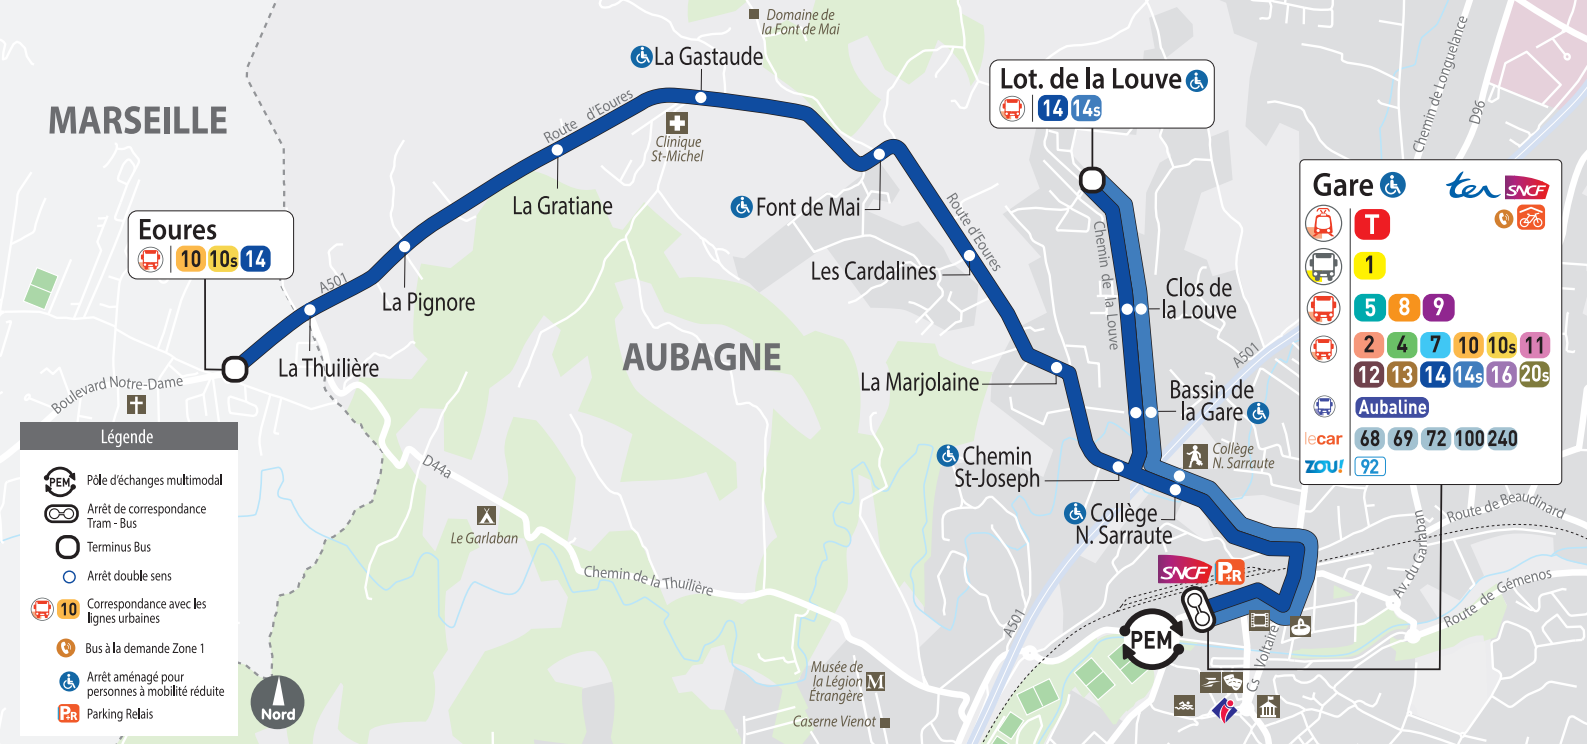 Domaine de
la Font de Mai
MARSEILLE
La Gastaude
Route d'Eoures
Clinique
St-Michel
Lot. de la Louve
14 14s
Chemin de Longuelance
D96
Eoures
10 10s 14
A501
La Thuilière
La Pignore
La Gratiane
Font de Mai
Route d'Eoures
Les Cardalines
AUBAGNE
La Marjolaine
Chemin de la Louve
Clos de
la Louve
A501
Bassin de
la Gare
Collège
N. Sarraute
Chemin
St-Joseph
Collège
N. Sarraute
Gare
ter SNCF
T
1
5 8 9
2 4 7 10 10s 11
12 13 14 14s 16 20s
Aubaline
lecar 68 69 72 100 240
ZOU! 92
Route de Beaudinard
Av. du Garlaban
Route de Gémenos
SNCF P+R
PEM
Cs Voltaire
A501
Boulevard Notre-Dame
D44a
Le Garlaban
Chemin de la Thuilière
Musée de
la Légion
Étrangère
M
Caserne Vienot
Légende
PEM Pôle d'échanges multimodal
Arrêt de correspondance
Tram - Bus
Terminus Bus
Arrêt double sens
10 Correspondance avec les
lignes urbaines
Bus à la demande Zone 1
Arrêt aménagé pour
personnes à mobilité réduite
P+R Parking Relais
Nord